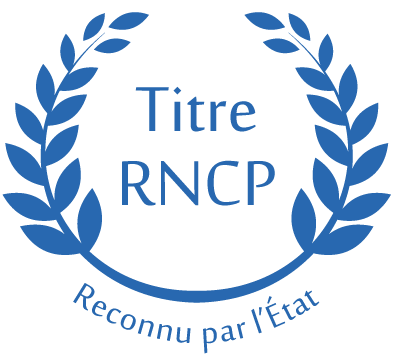 Titre
RNCP
Reconnu par l'État